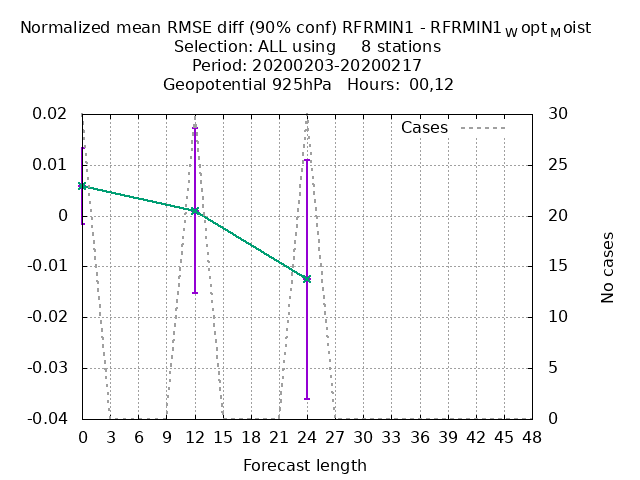 Normalized mean RMSE diff (90% conf) RFRMIN1 - RFRMIN1WoptMoist
Selection: ALL using 8 stations
Period: 20200203-20200217
Geopotential 925hPa Hours: 00,12
Cases
0.02
0.01
0
-0.01
-0.02
-0.03
-0.04
30
25
20
15
10
5
0
No cases
0 3 6 9 12 15 18 21 24 27 30 33 36 39 42 45 48
Forecast length